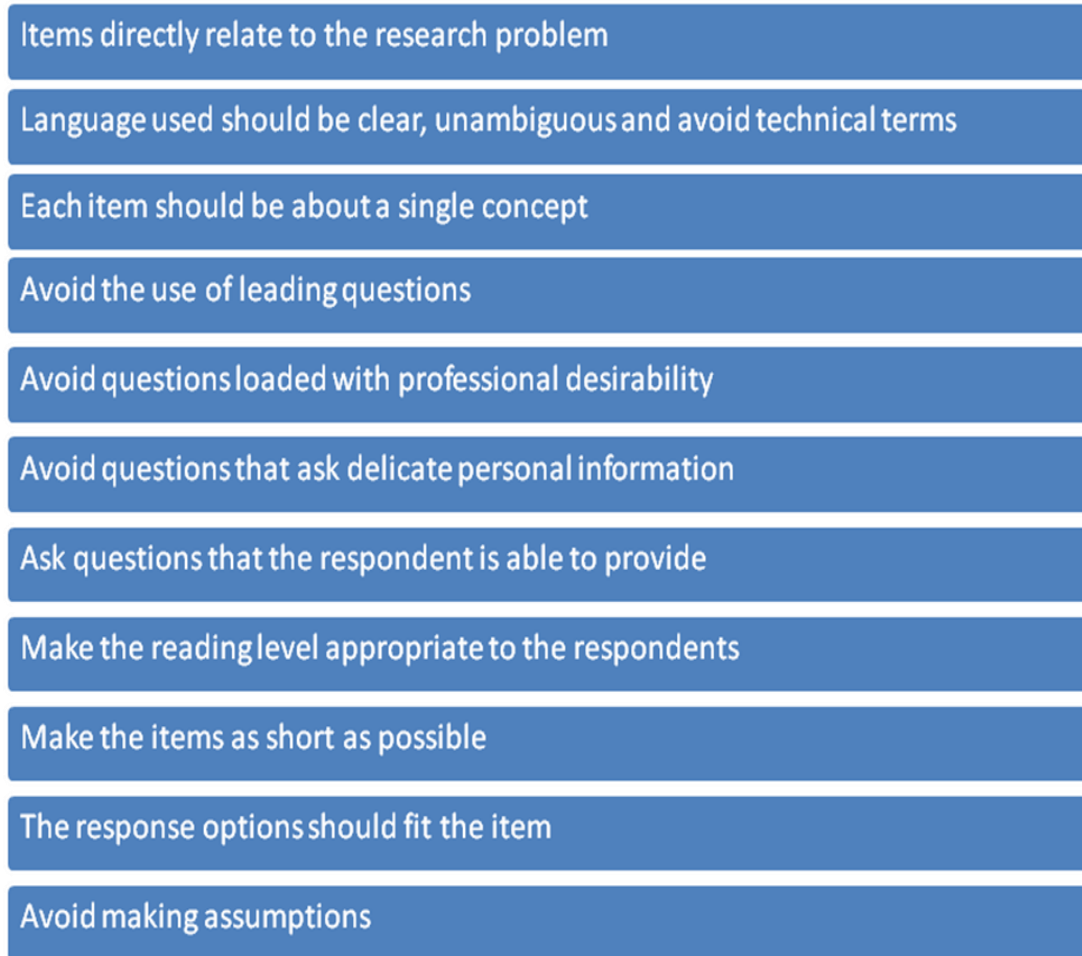 Items directly relate to the research problem
Language used should be clear, unambiguous and avoid technical terms
Each item should be about a single concept
Avoid the use of leading questions
Avoid questions loaded with professional desirability
Avoid questions that ask delicate personal information
Ask questions that the respondent is able to provide
Make the reading level appropriate to the respondents
Make the items as short as possible
The response options should fit the item
Avoid making assumptions